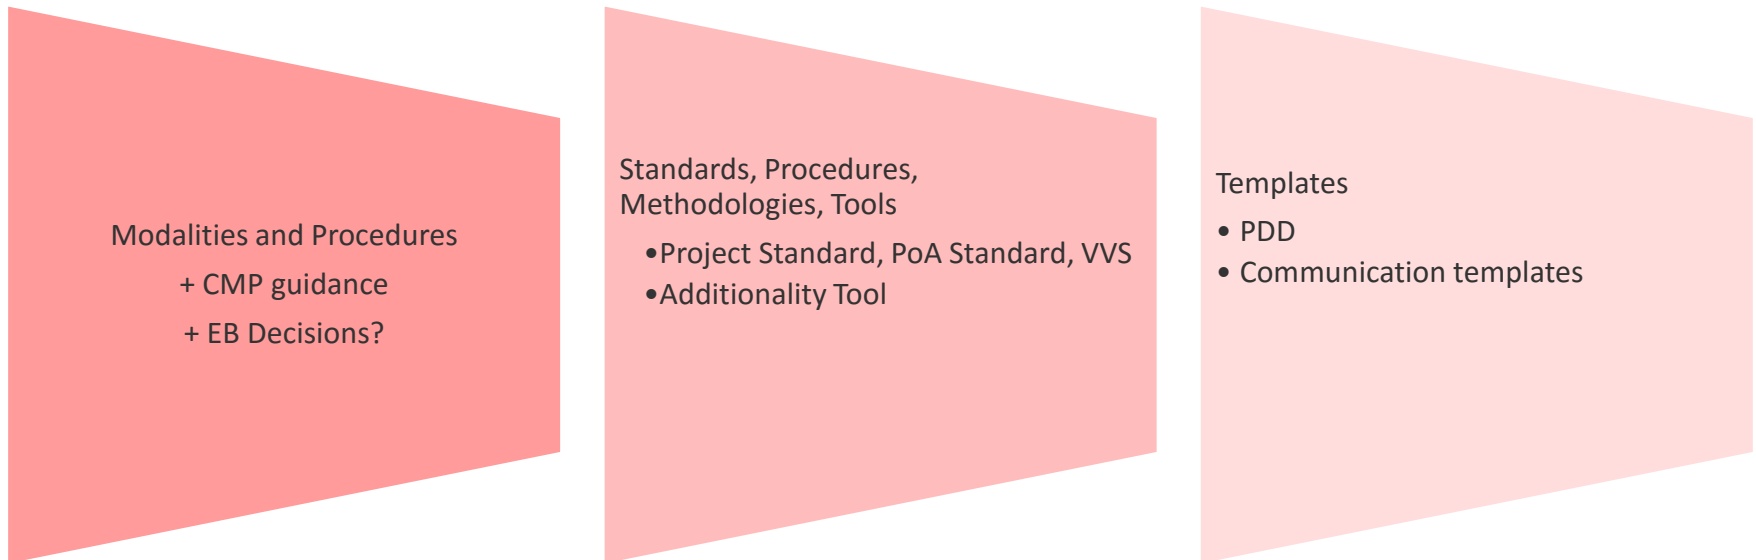 Modalities and Procedures
+ CMP guidance
+ EB Decisions?
Standards, Procedures,
Methodologies, Tools
•Project Standard, PoA Standard, VVS
•Additionality Tool
Templates
• PDD
• Communication templates